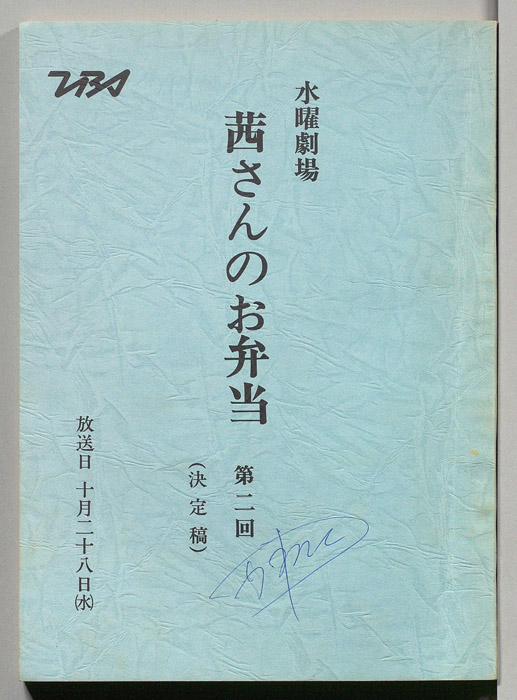 水曜劇場
茜さんのお弁当 第二回
(決定稿)
TBS
放送日 十月二十八日(水)